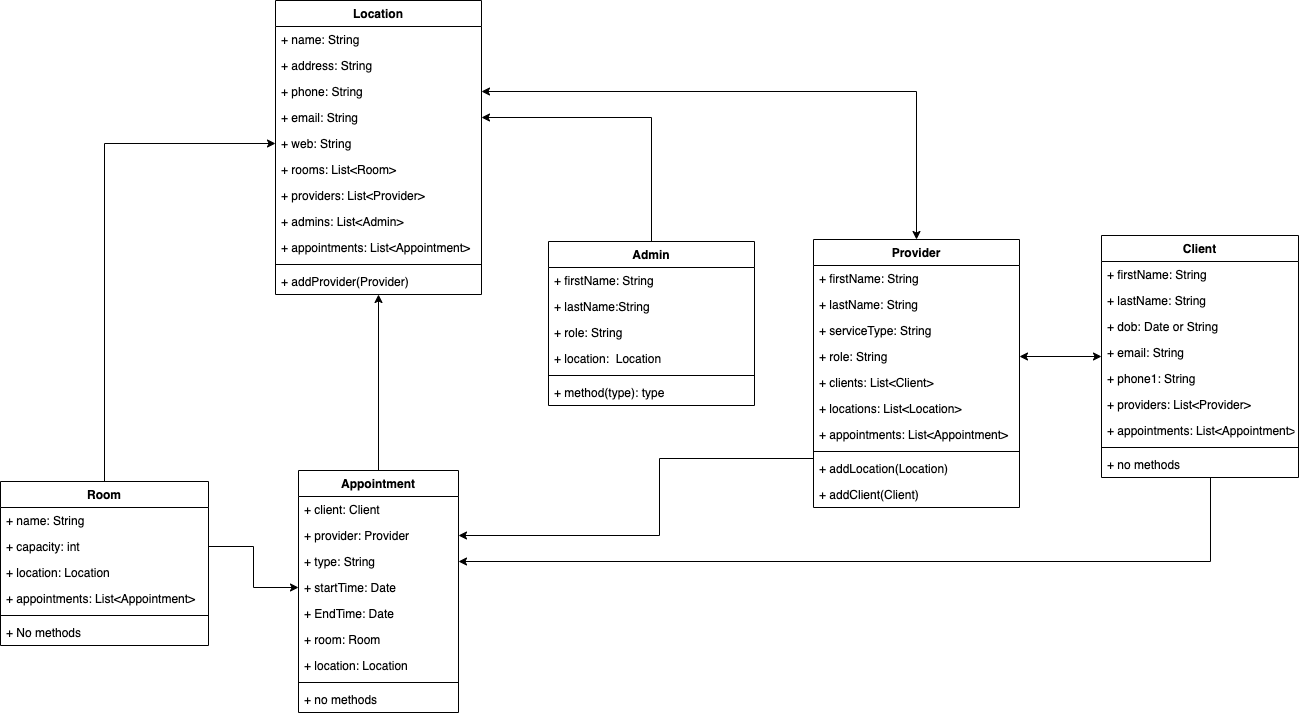 Location
+ name: String
+ address: String
+ phone: String
+ email: String
+ web: String
+ rooms: List<Room>
+ providers: List<Provider>
+ admins: List<Admin>
+ appointments: List<Appointment>
+ addProvider(Provider)
Admin
+ firstName: String
+ lastName:String
+ role: String
+ location:  Location
+ method(type): type
Provider
+ firstName: String
+ lastName: String
+ serviceType: String
+ role: String
+ clients: List<Client>
+ locations: List<Location>
+ appointments: List<Appointment>
+ addLocation(Location)
+ addClient(Client)
Client
+ firstName: String
+ lastName: String
+ dob: Date or String
+ email: String
+ phone1: String
+ providers: List<Provider>
+ appointments: List<Appointment>
+ no methods
Room
+ name: String
+ capacity: int
+ location: Location
+ appointments: List<Appointment>
+ No methods
Appointment
+ client: Client
+ provider: Provider
+ type: String
+ startTime: Date
+ EndTime: Date
+ room: Room
+ location: Location
+ no methods